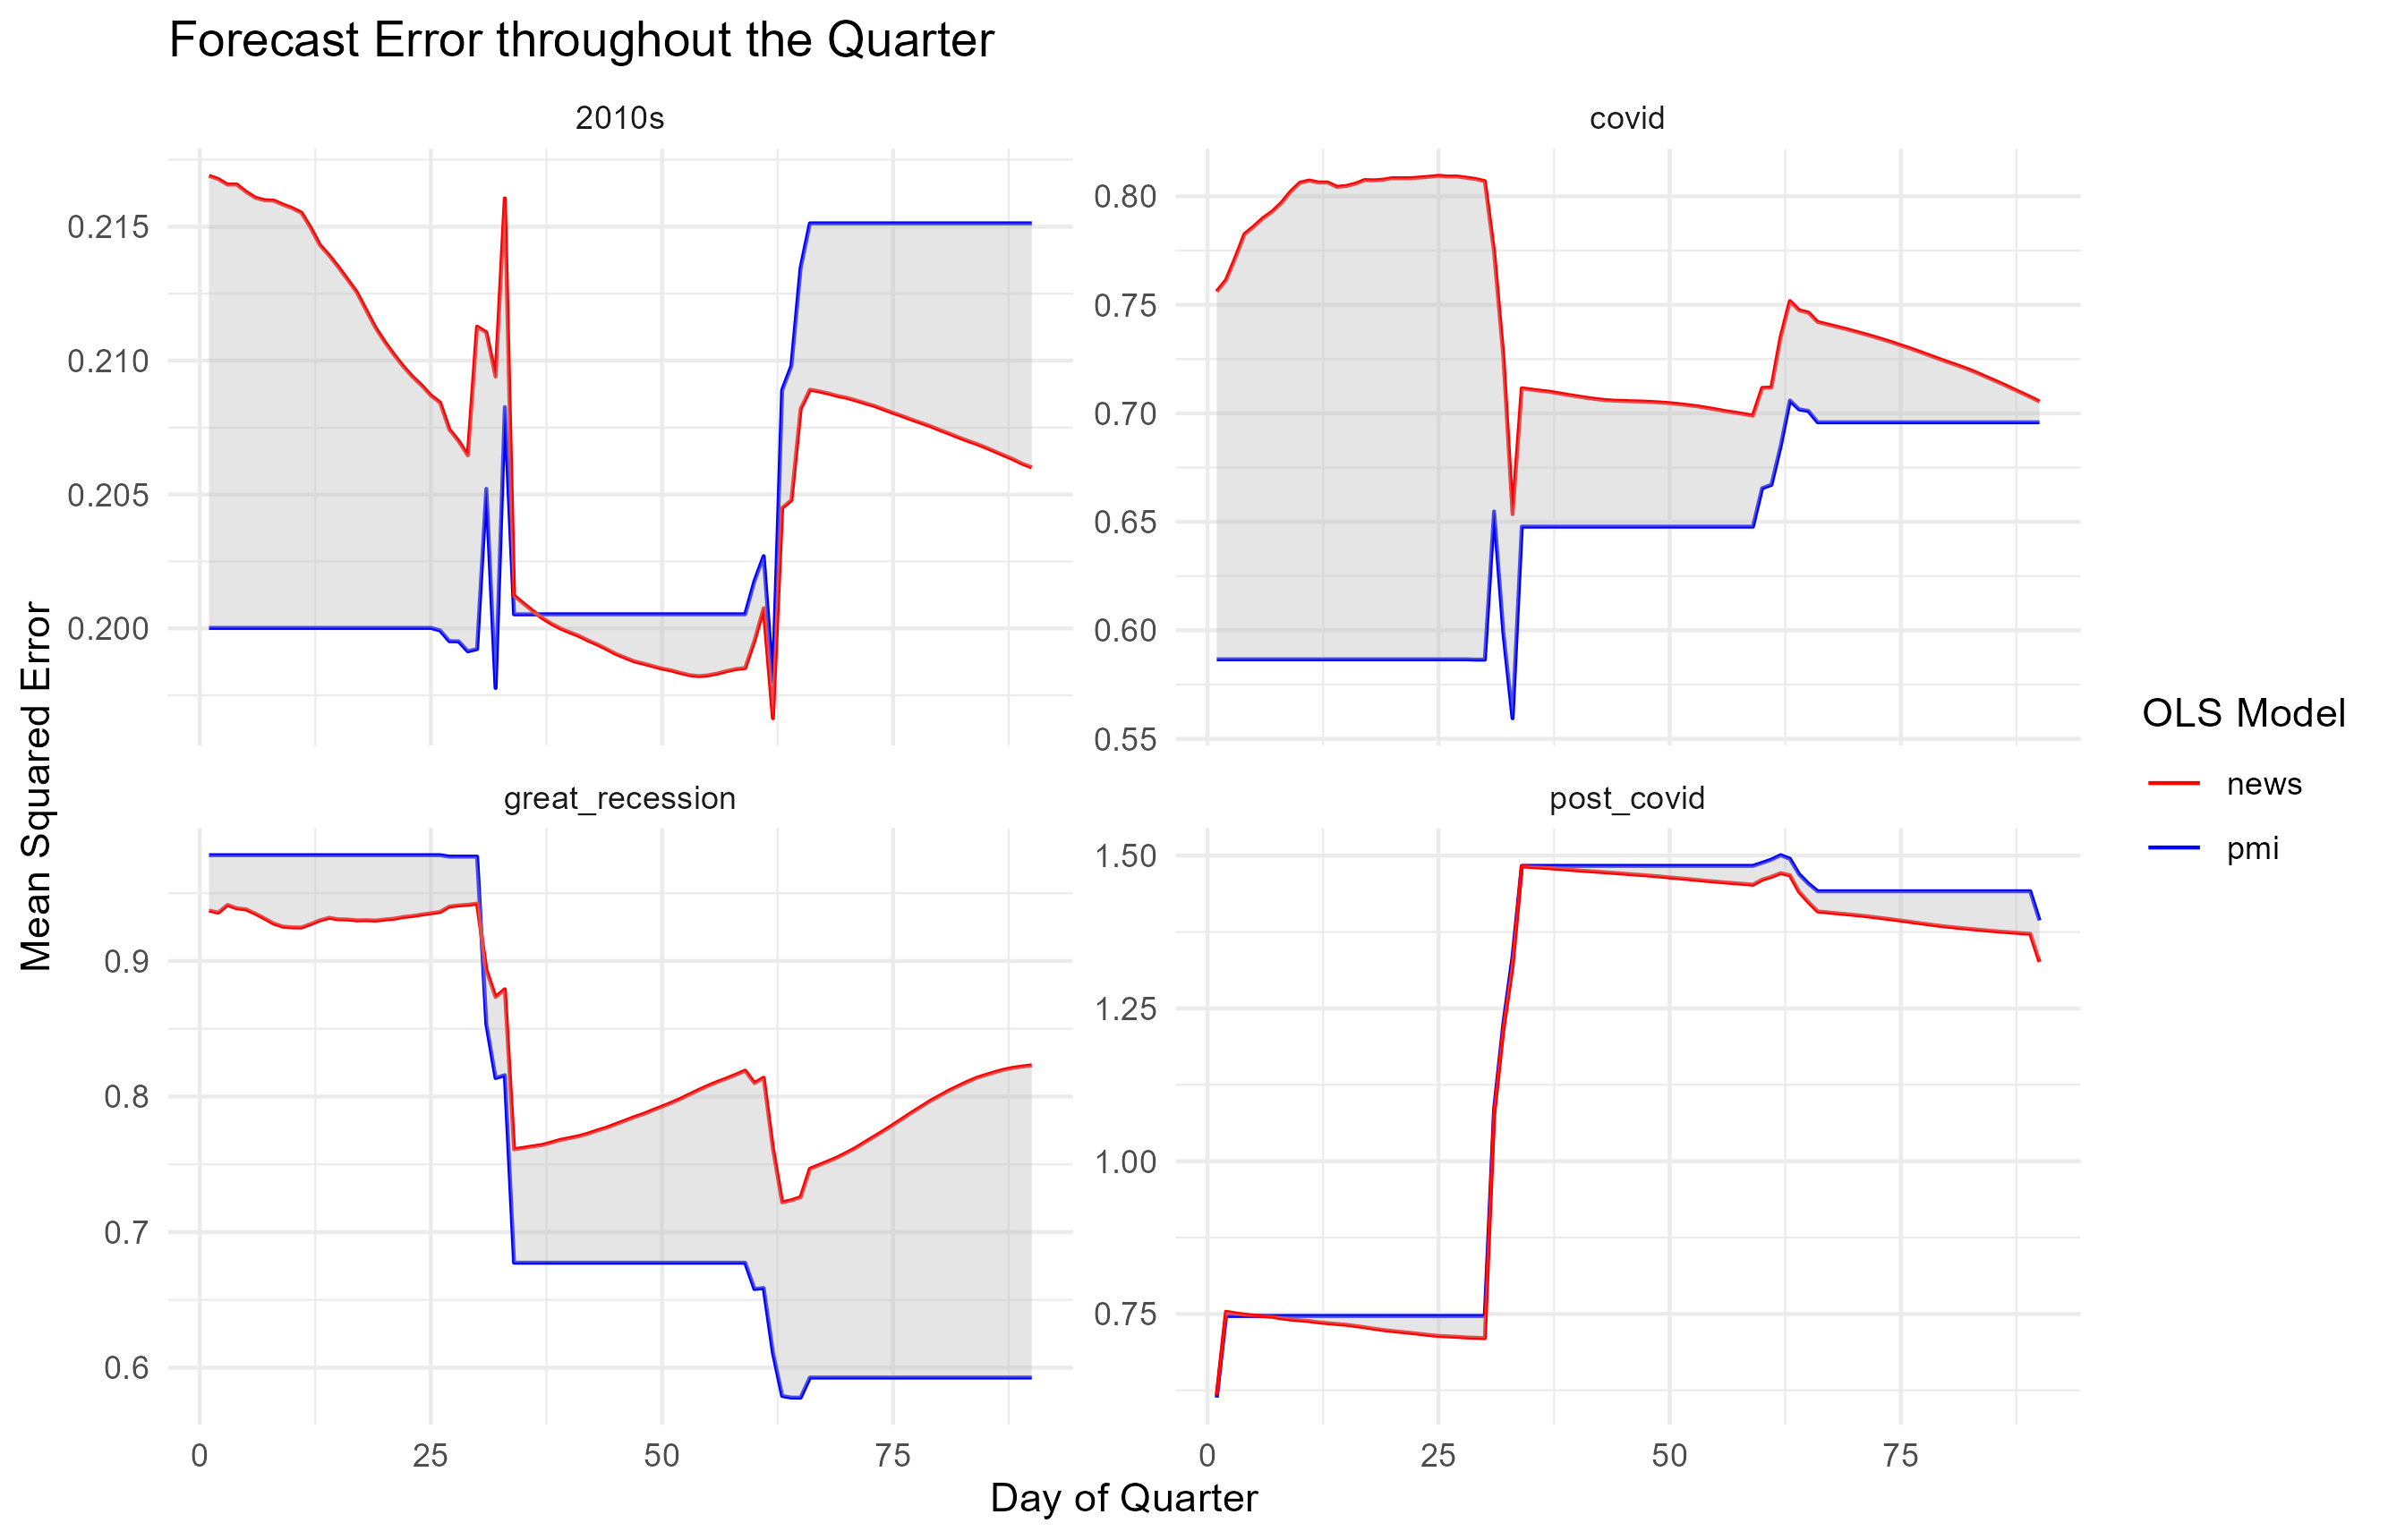 Forecast Error throughout the Quarter
2010s
covid
0.215
0.210
0.205
0.200
0.80
0.75
0.70
0.65
0.60
0.55
Mean Squared Error
great_recession
post_covid
0.9
0.8
0.7
0.6
1.50
1.25
1.00
0.75
0 25 50 75
0 25 50 75
Day of Quarter
OLS Model
news
pmi